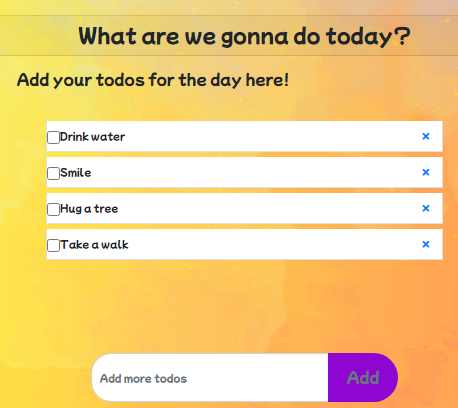 What are we gonna do today?
Add your todos for the day here!
Drink water ×
Smile ×
Hug a tree ×
Take a walk ×
Add more todos Add